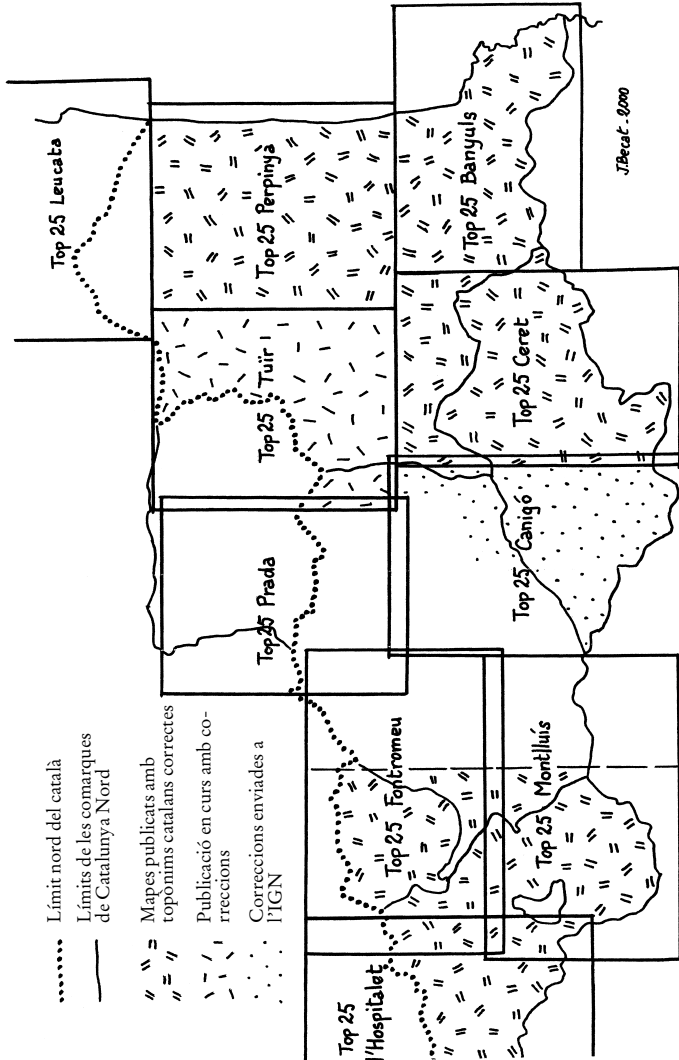 Límit nord del català
Límits de les comarques
de Catalunya Nord
Mapes publicats amb
topònims catalans correctes
Publicació en curs amb co-
rreccions
Correccions enviades a
l'IGN
Top 25 Leucata
Top 25 Perpinyà
Top 25 Tuïr
Top 25 Prada
Top 25 Banyuls
Top 25 Ceret
Top 25 Canigó
Top 25 Fontromeu
Top 25 Montlluís
Top 25
l'Hospitalet
J.Becat - 2000